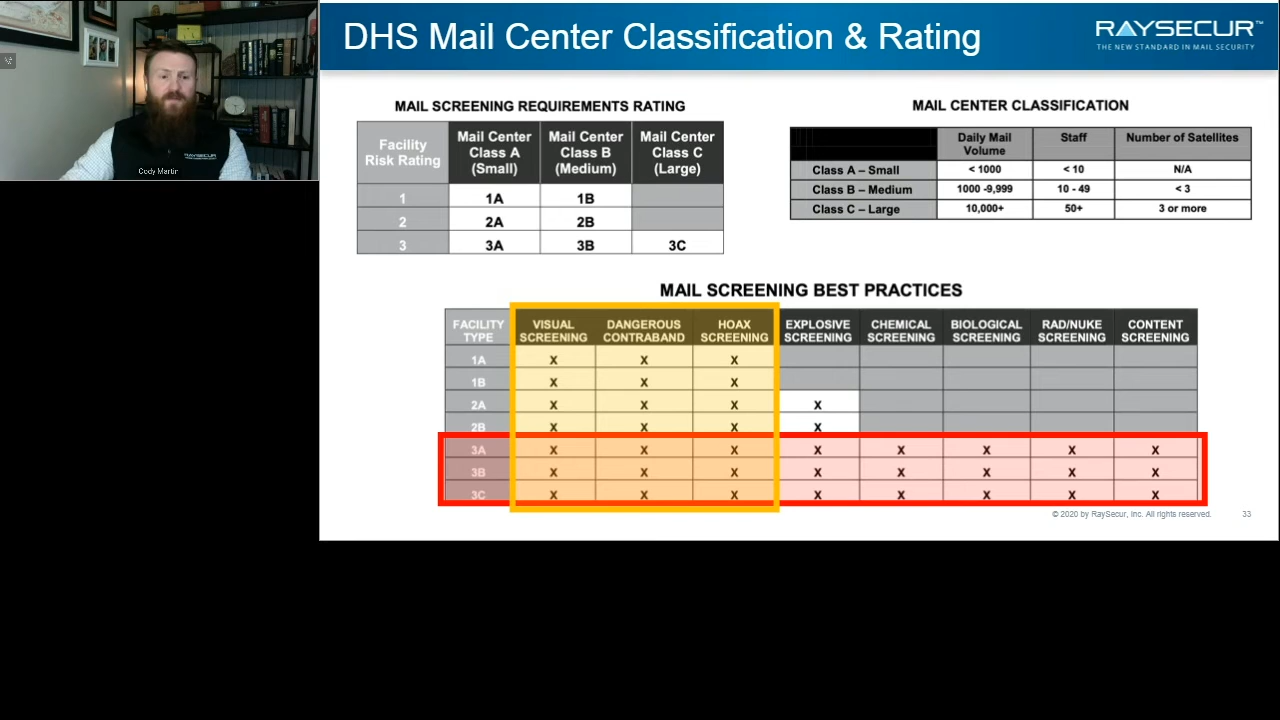 DHS Mail Center Classification & Rating
RAYSECUR™
THE NEW STANDARD IN MAIL SECURITY
Cody Martin
MAIL SCREENING REQUIREMENTS RATING
Facility Risk Rating | Mail Center Class A (Small) | Mail Center Class B (Medium) | Mail Center Class C (Large)
1 | 1A | 1B
2 | 2A | 2B
3 | 3A | 3B | 3C
MAIL CENTER CLASSIFICATION
Daily Mail Volume | Staff | Number of Satellites
Class A – Small | < 1000 | < 10 | N/A
Class B – Medium | 1000 -9,999 | 10 - 49 | < 3
Class C – Large | 10,000+ | 50+ | 3 or more
MAIL SCREENING BEST PRACTICES
FACILITY TYPE | VISUAL SCREENING | DANGEROUS CONTRABAND | HOAX SCREENING | EXPLOSIVE SCREENING | CHEMICAL SCREENING | BIOLOGICAL SCREENING | RAD/NUKE SCREENING | CONTENT SCREENING
1A | X | X | X
1B | X | X | X
2A | X | X | X | X
2B | X | X | X | X
3A | X | X | X | X | X | X | X | X
3B | X | X | X | X | X | X | X | X
3C | X | X | X | X | X | X | X | X
© 2020 by RaySecur, Inc. All rights reserved.
33